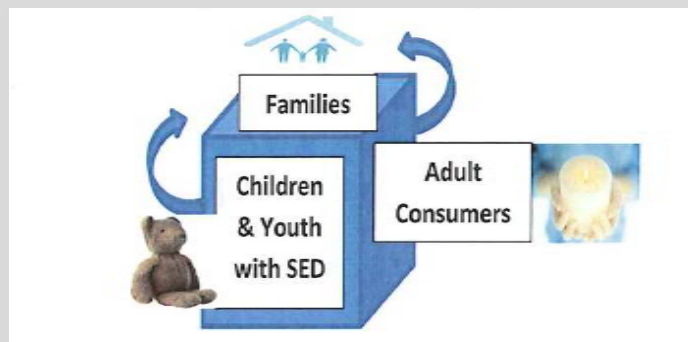 Families
Children
& Youth
with SED
Adult
Consumers